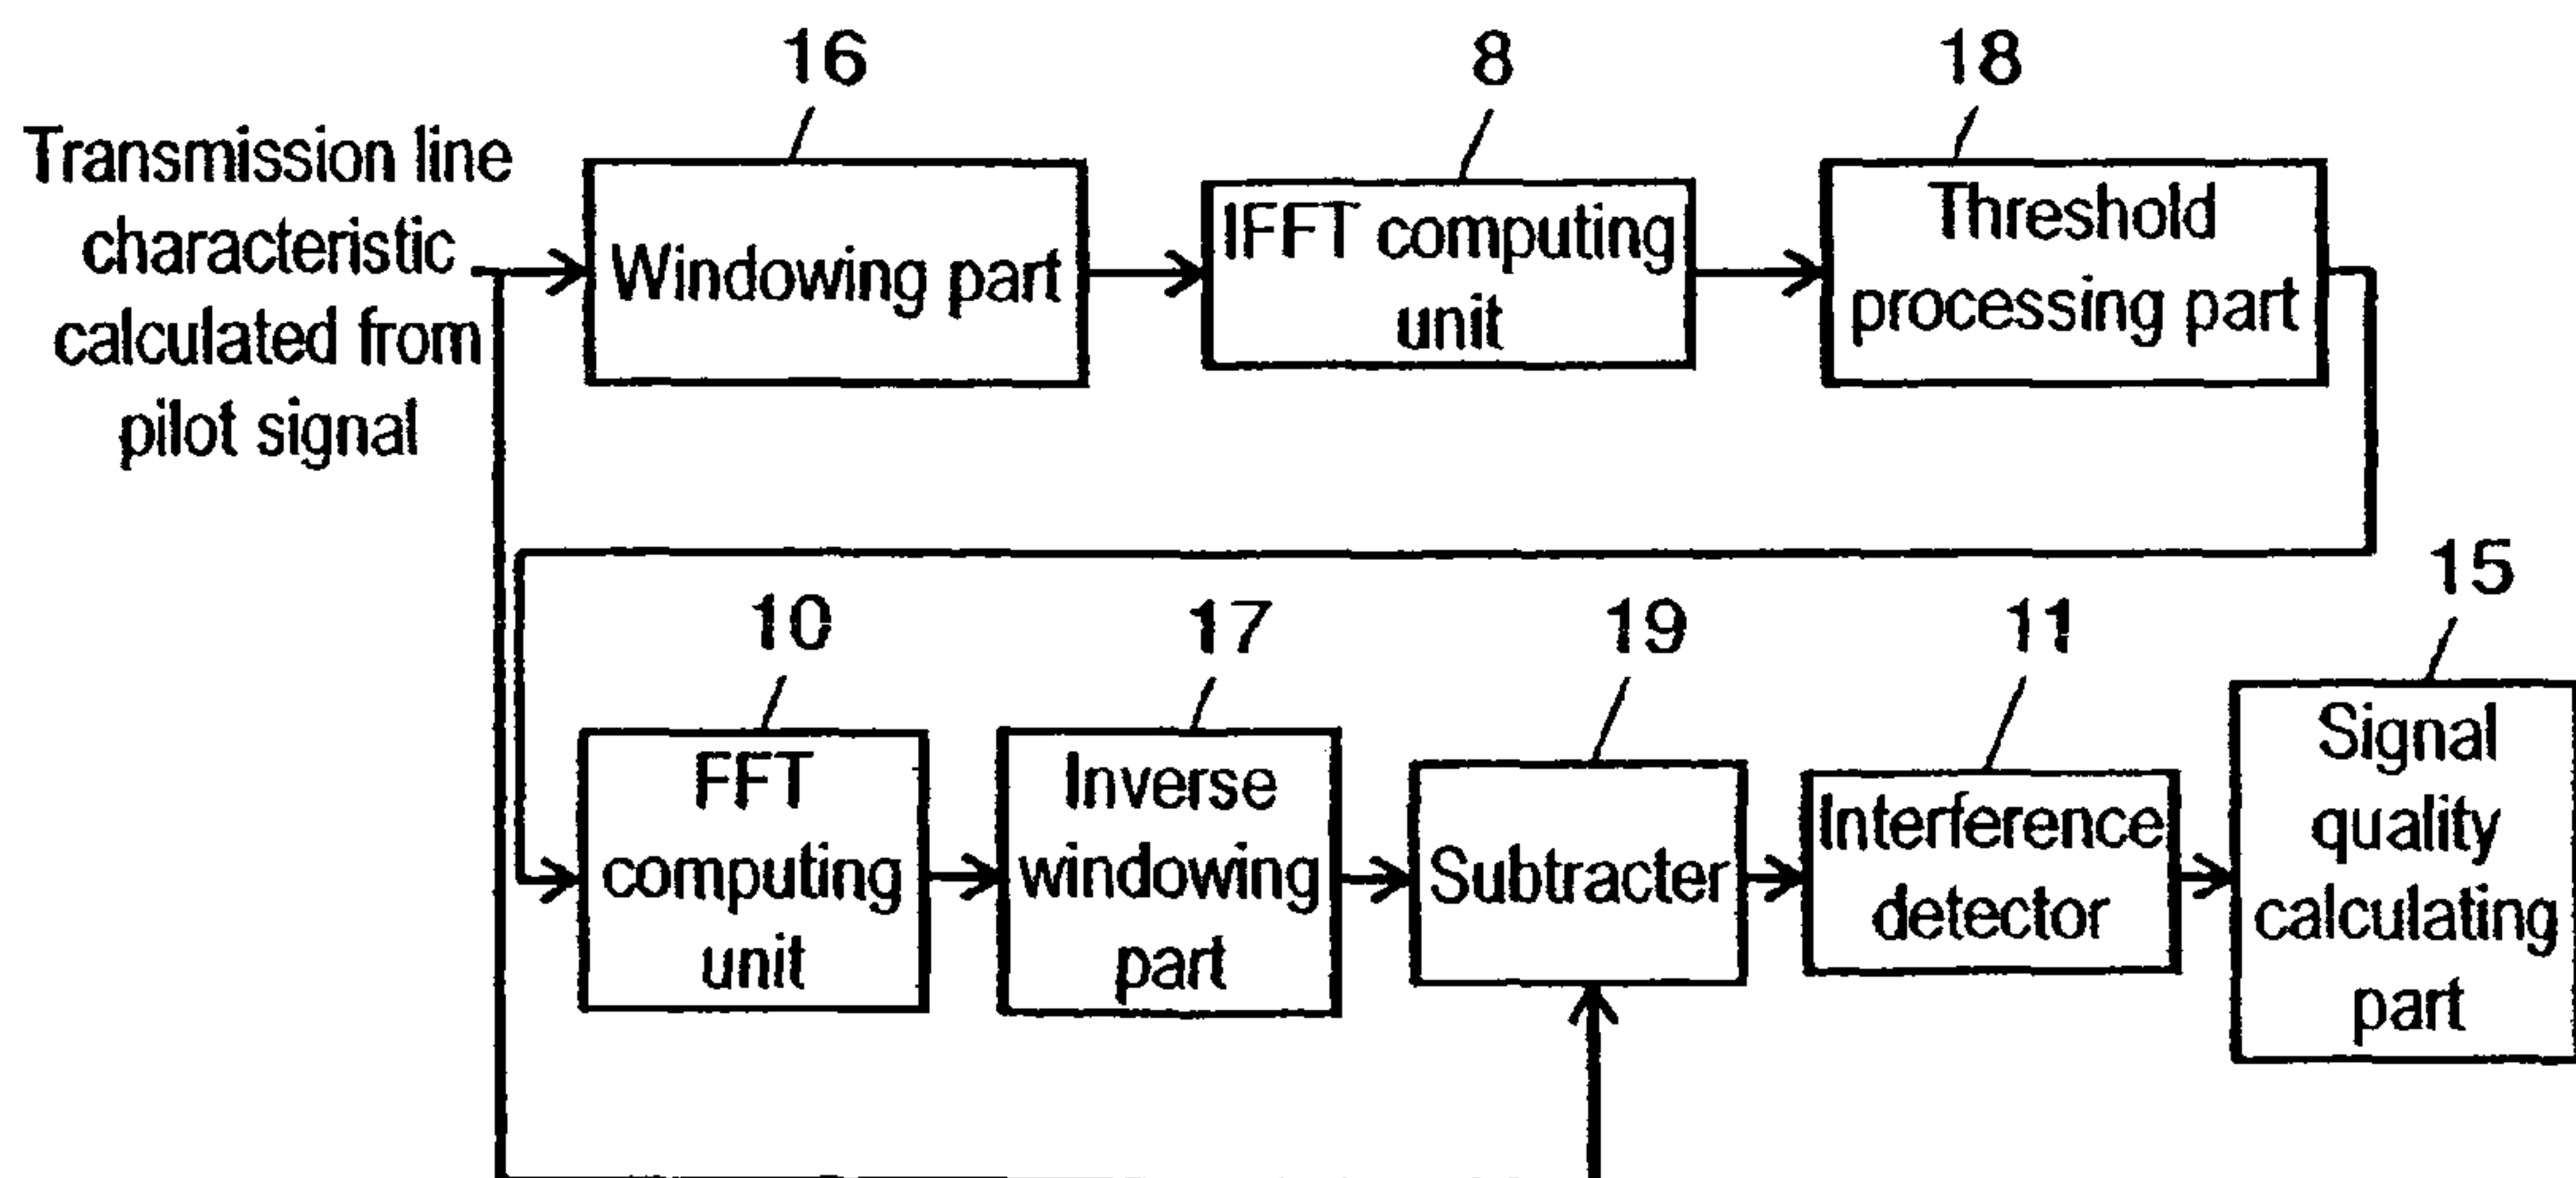 16
8
18
Transmission line
characteristic
calculated from
pilot signal
Windowing part
IFFT computing
unit
Threshold
processing part
10
17
19
11
15
FFT
computing
unit
Inverse
windowing
part
Subtracter
Interference
detector
Signal
quality
calculating
part